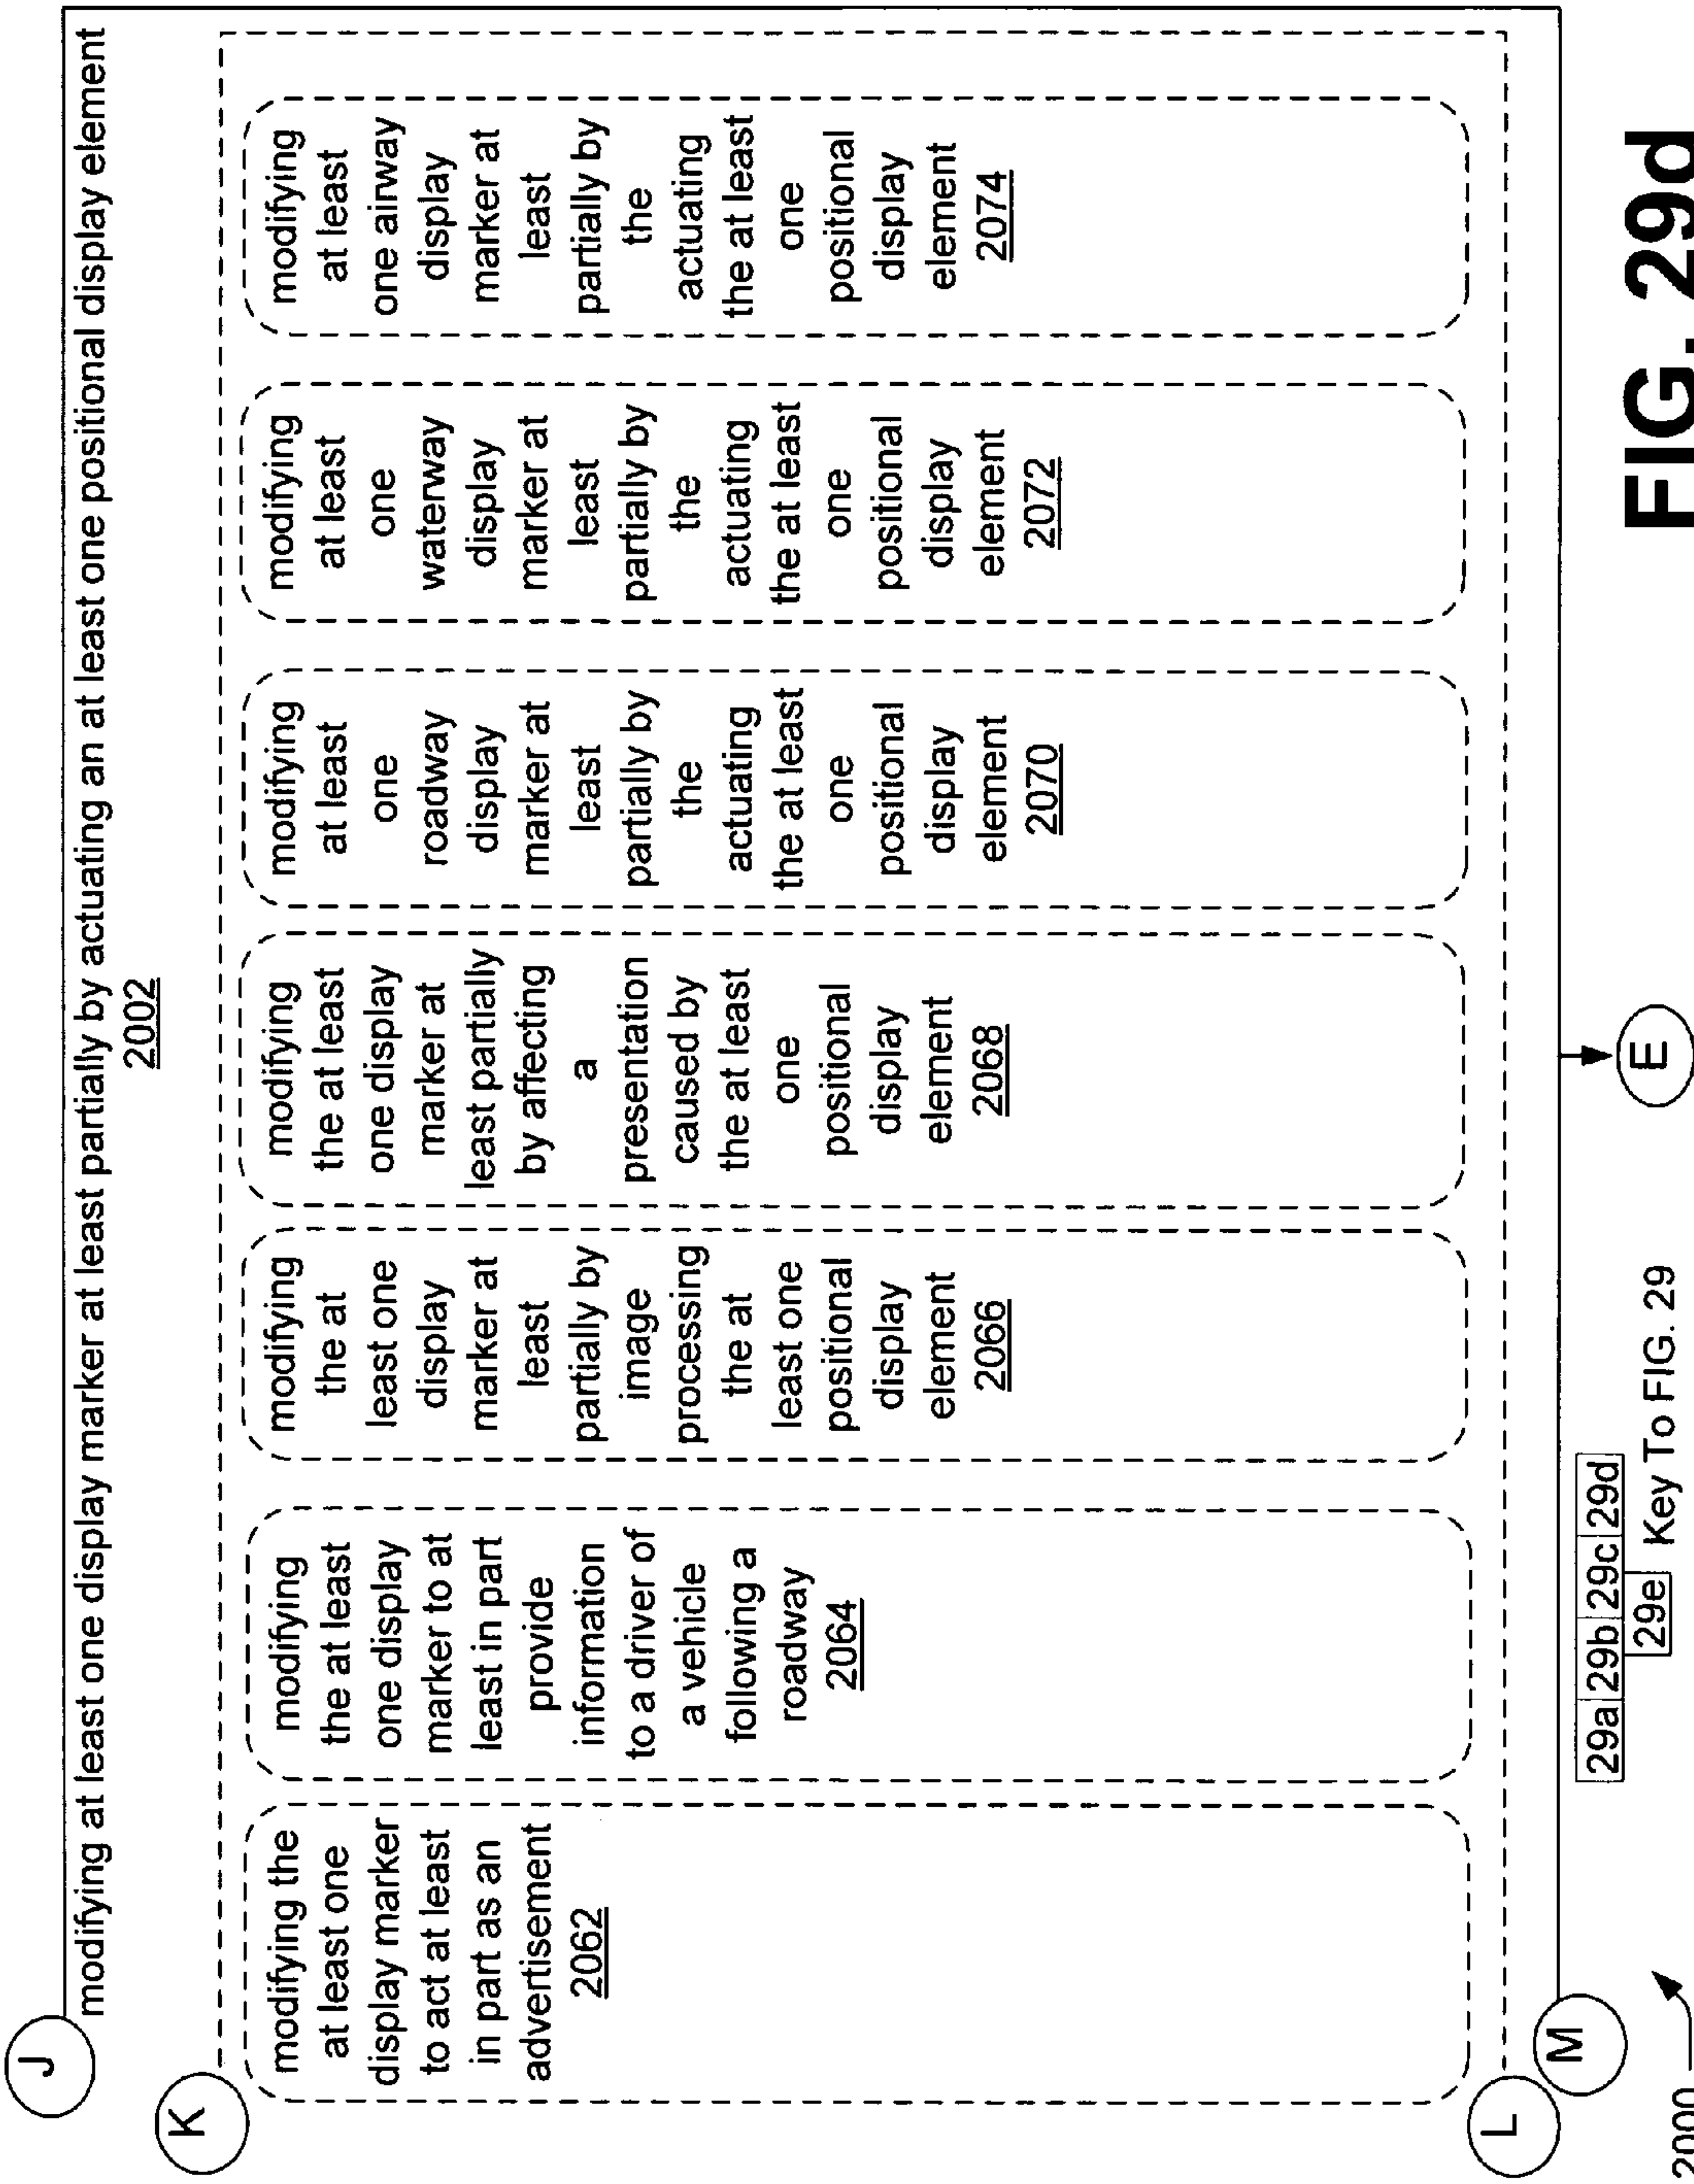 J
modifying at least one display marker at least partially by actuating an at least one positional display element
2002
K
modifying the
at least one
display marker
to act at least
in part as an
advertisement
2062
modifying
the at least
one display
marker to at
least in part
provide
information
to a driver of
a vehicle
following a
roadway
2064
modifying
the at
least one
display
marker at
least
partially by
image
processing
the at
least one
positional
display
element
2066
modifying
the at least
one display
marker at
least partially
by affecting
a
presentation
caused by
the at least
one
positional
display
element
2068
modifying
at least
one
roadway
display
marker at
least
partially by
the
actuating
the at least
one
positional
display
element
2070
modifying
at least
one
waterway
display
marker at
least
partially by
the
actuating
the at least
one
positional
display
element
2072
modifying
at least
one airway
display
marker at
least
partially by
the
actuating
the at least
one
positional
display
element
2074
L
M
E
2000
29a 29b 29c 29d
29e
Key To FIG. 29
FIG. 29d